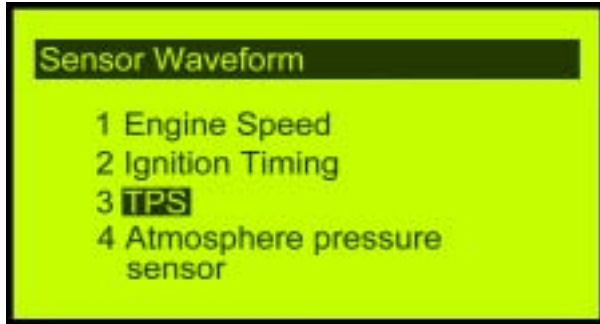 Sensor Waveform
1 Engine Speed
2 Ignition Timing
3 TPS
4 Atmosphere pressure
sensor